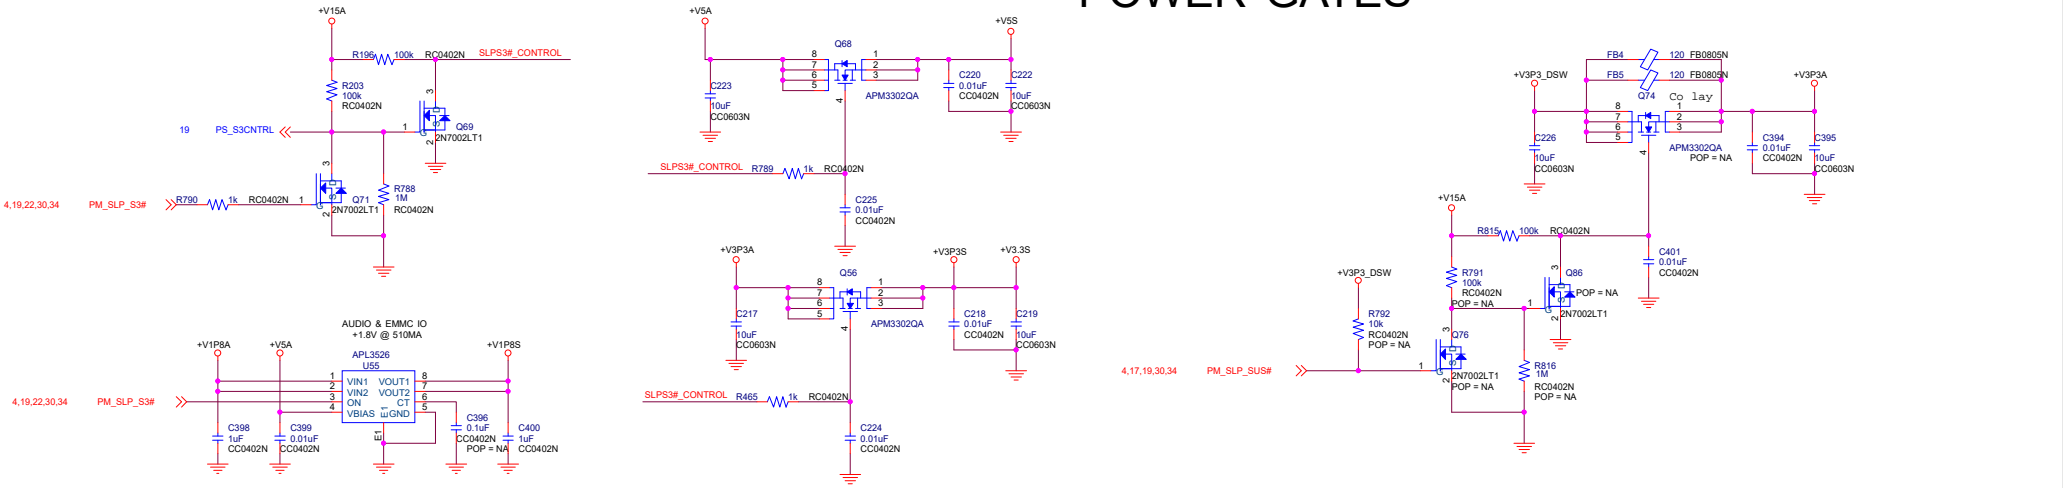 POWER GATES
+V15A
R196 100k RC0402N SLPS3#_CONTROL
R203
100k
RC0402N
3
19 PS_S3CNTRL
1
G
D
S
Q69
2N7002LT1
2
3
4,19,22,30,34 PM_SLP_S3# R790 1k RC0402N 1
G
D
S
Q71
2N7002LT1
2
R788
1M
RC0402N
AUDIO & EMMC IO
+1.8V @ 510MA
+V1P8A +V5A +V1P8S
APL3526
U55
1 VIN1 VOUT1 8
2 VIN2 VOUT2 7
3 ON CT 6
4 VBIAS GND 5
E1
E1
4,19,22,30,34 PM_SLP_S3#
C398
1uF
CC0402N
C399
0.01uF
CC0402N
C396
0.1uF
CC0402N
POP = NA
C400
1uF
CC0402N
+V5A +V5S
Q68
8 1
7 2
6 3
5
4
APM3302QA
C223
10uF
CC0603N
C220
0.01uF
CC0402N
C222
10uF
CC0603N
SLPS3#_CONTROL R789 1k RC0402N
C225
0.01uF
CC0402N
+V3P3A +V3P3S +V3.3S
Q56
8 1
7 2
6 3
5
4
APM3302QA
C217
10uF
CC0603N
C218
0.01uF
CC0402N
C219
10uF
CC0603N
SLPS3#_CONTROL R465 1k RC0402N
C224
0.01uF
CC0402N
FB4 120 FB0805N
FB5 120 FB0805N
+V3P3_DSW +V3P3A
Q74 Co lay
8 1
7 2
6 3
5
4
APM3302QA
POP = NA
C226
10uF
CC0603N
C394
0.01uF
CC0402N
C395
10uF
CC0603N
+V15A
R815 100k RC0402N
C401
0.01uF
CC0402N
R791
100k
RC0402N
POP = NA
3
1
G
D
S
Q86
POP = NA
2N7002LT1
2
+V3P3_DSW
R792
10k
RC0402N
POP = NA
4,17,19,30,34 PM_SLP_SUS# 1
3
G
D
S
Q76
2N7002LT1
POP = NA
2
R816
1M
RC0402N
POP = NA